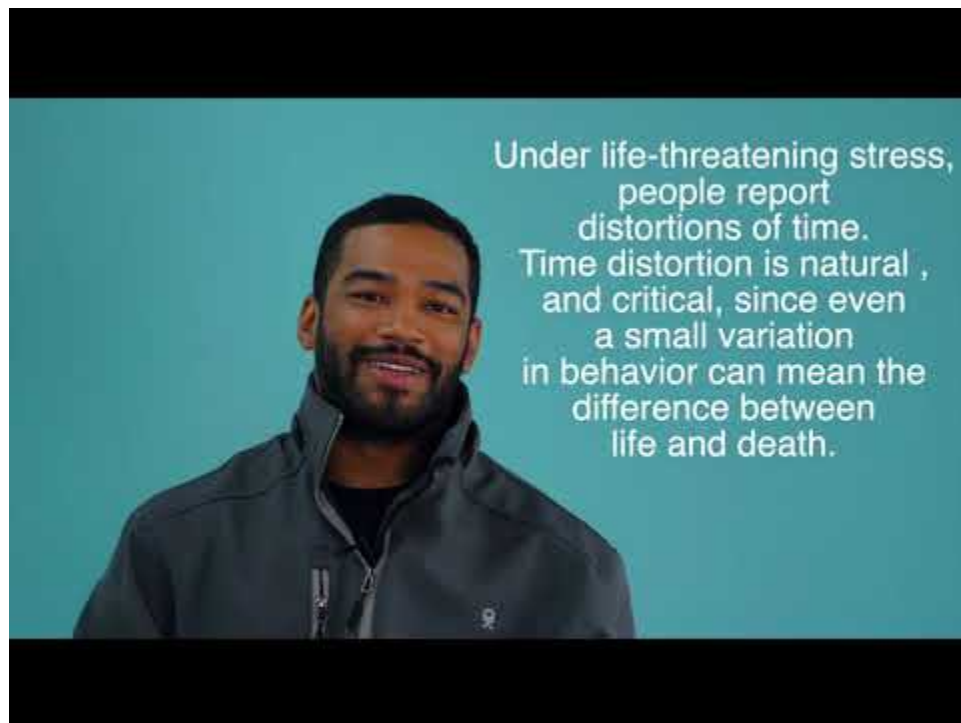 Under life-threatening stress,
people report
distortions of time.
Time distortion is natural ,
and critical, since even
a small variation
in behavior can mean the
difference between
life and death.